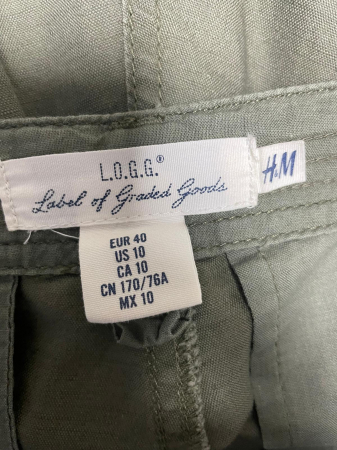 L.O.G.G.®
Label of Graded Goods
H&M
EUR 40
US 10
CA 10
CN 170/76A
MX 10